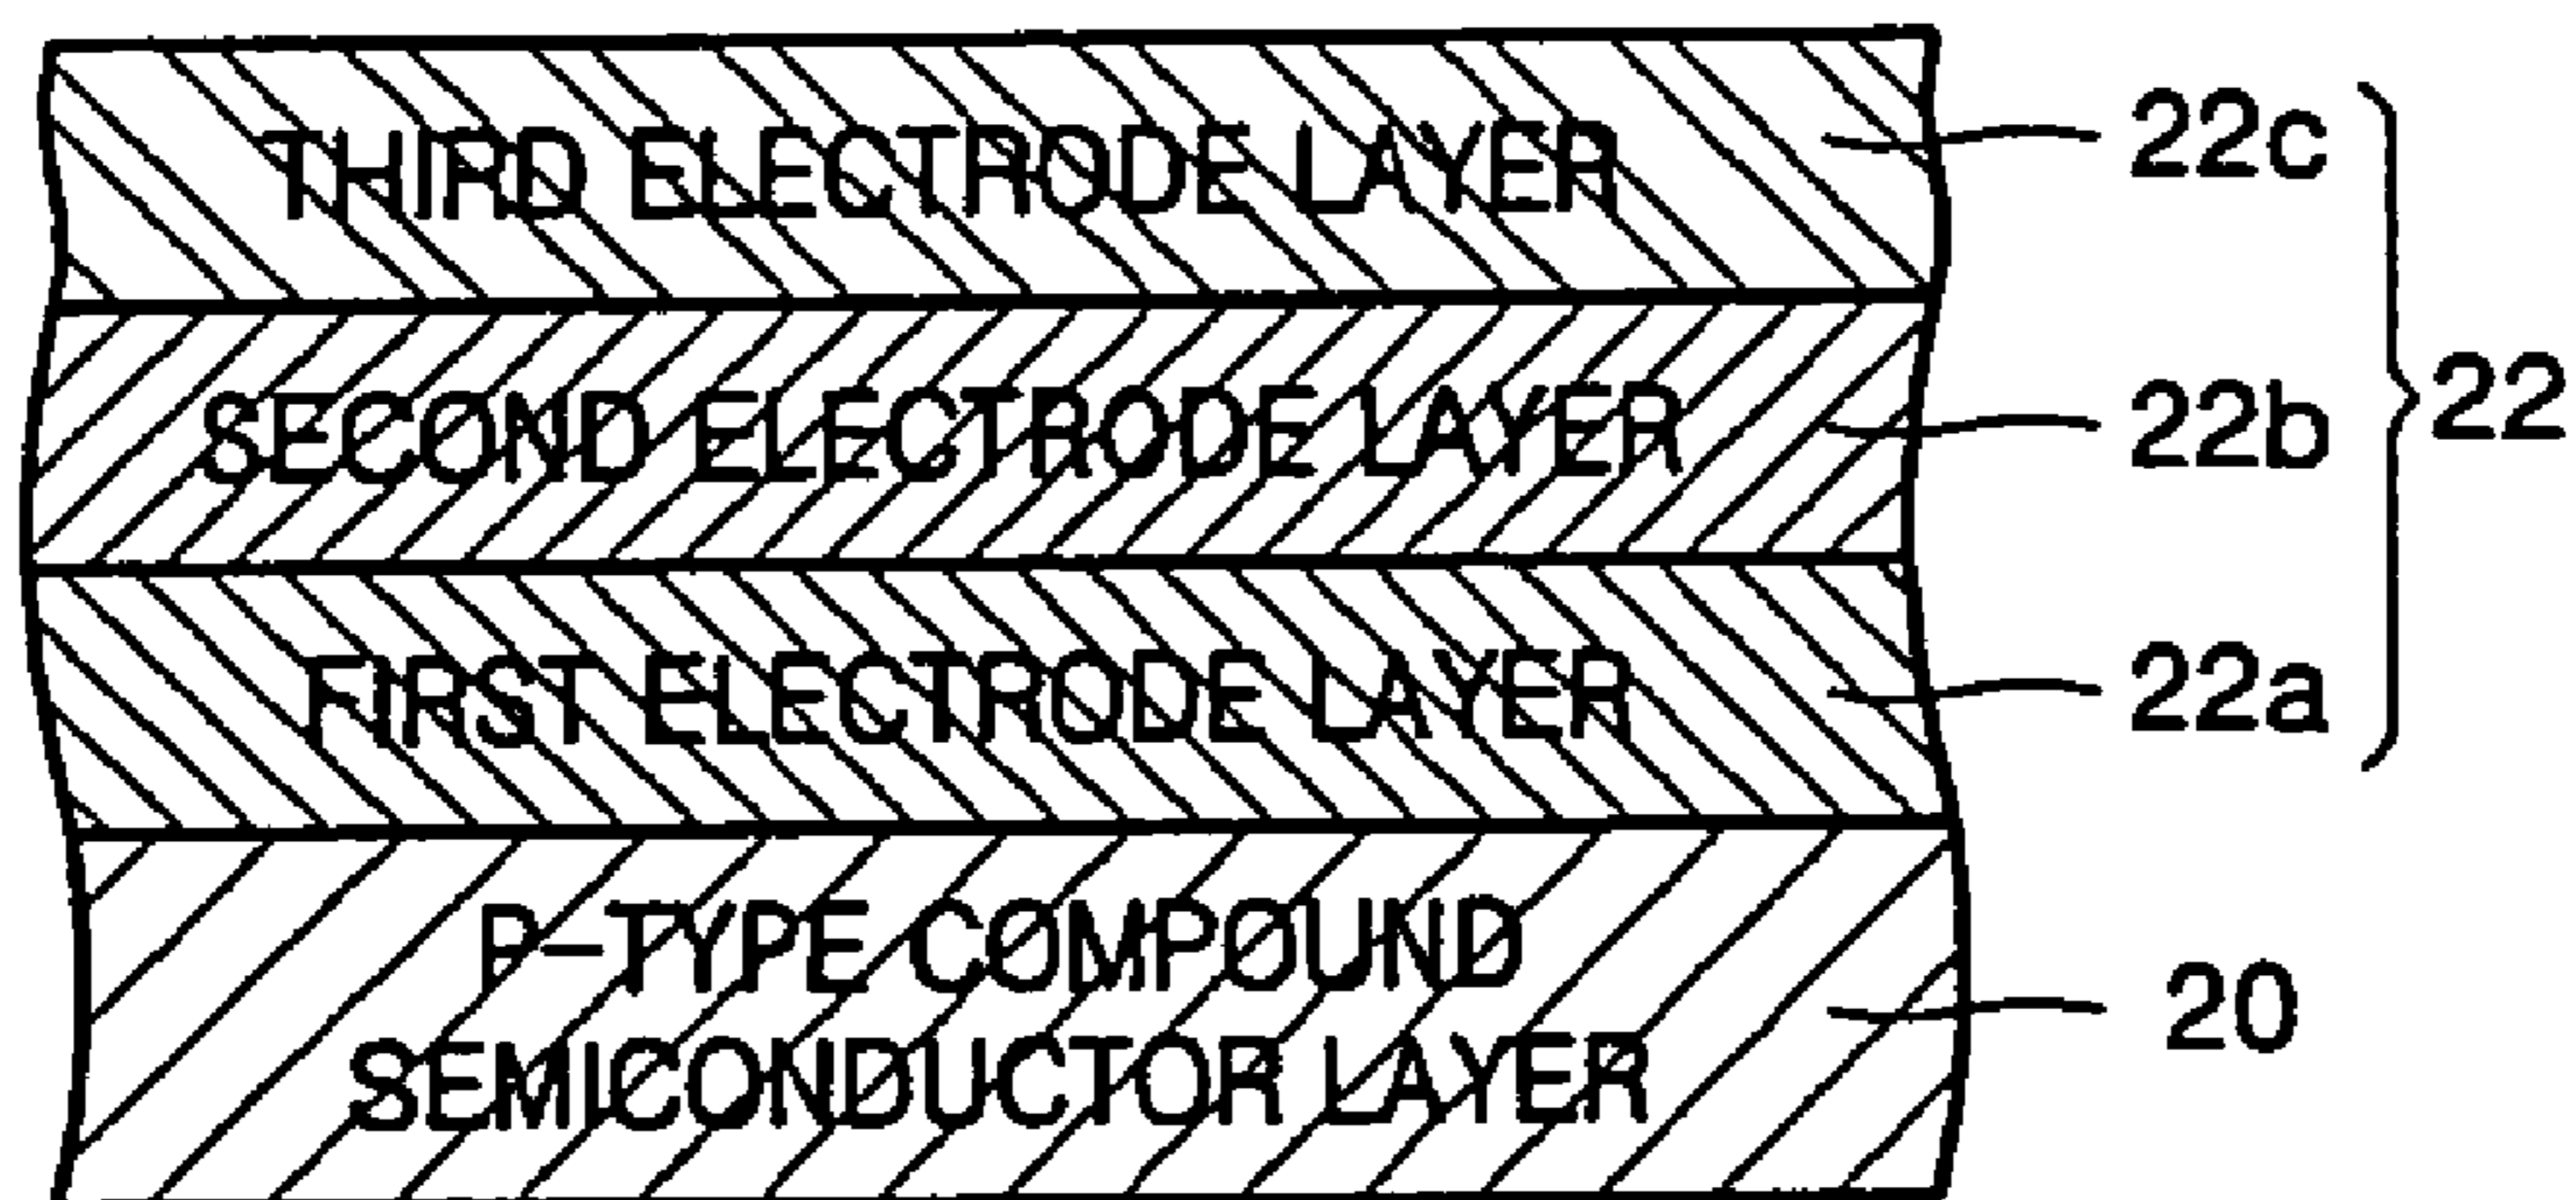 THIRD ELECTRODE LAYER 22c
SECOND ELECTRODE LAYER 22b
22
FIRST ELECTRODE LAYER 22a
P-TYPE COMPOUND
SEMICONDUCTOR LAYER
20